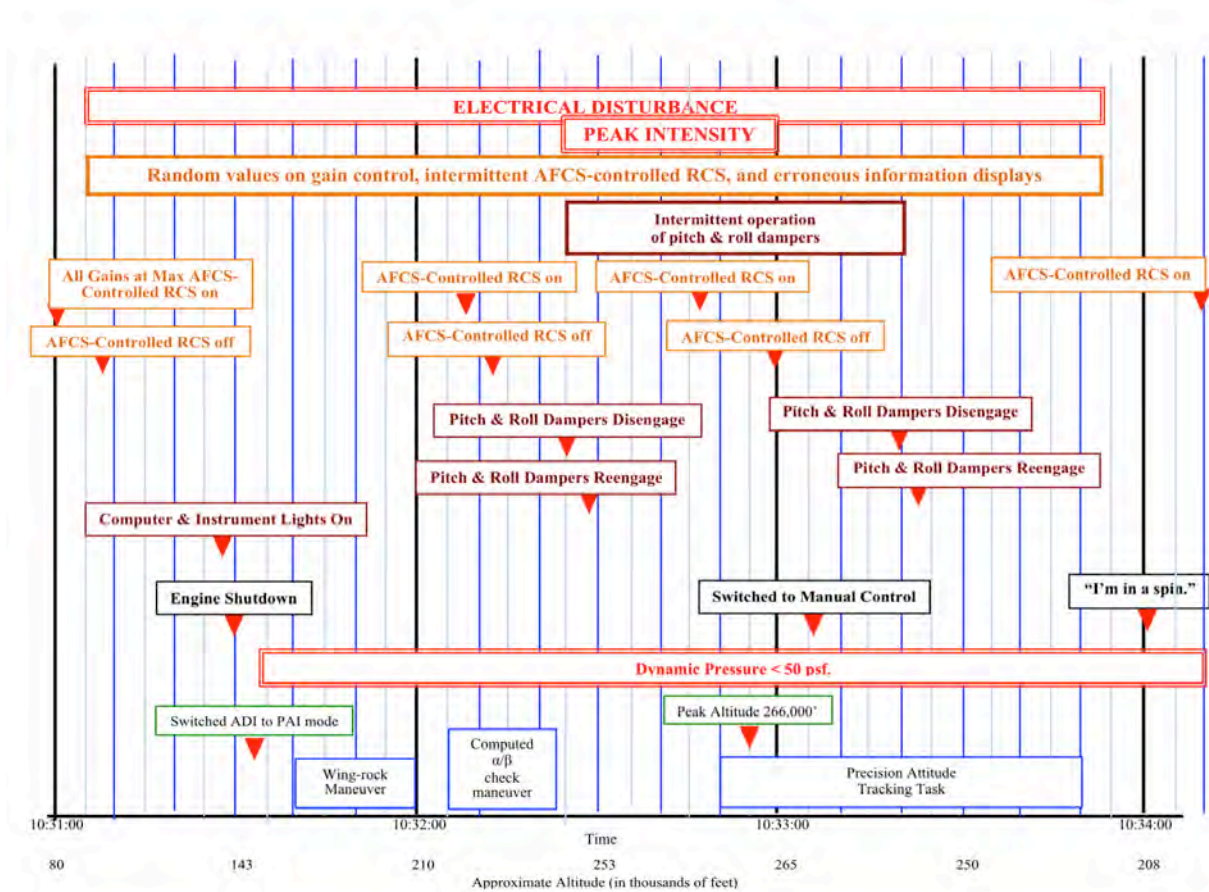 ELECTRICAL DISTURBANCE
PEAK INTENSITY
Random values on gain control, intermittent AFCS-controlled RCS, and erroneous information displays
Intermittent operation
of pitch & roll dampers
All Gains at Max AFCS-
Controlled RCS on
AFCS-Controlled RCS on
AFCS-Controlled RCS on
AFCS-Controlled RCS on
AFCS-Controlled RCS off
AFCS-Controlled RCS off
AFCS-Controlled RCS off
Pitch & Roll Dampers Disengage
Pitch & Roll Dampers Disengage
Pitch & Roll Dampers Reengage
Pitch & Roll Dampers Reengage
Computer & Instrument Lights On
Engine Shutdown
Switched to Manual Control
“I’m in a spin.”
Dynamic Pressure < 50 psf.
Switched ADI to PAI mode
Peak Altitude 266,000’
Wing-rock
Maneuver
Computed
α/β
check
maneuver
Precision Attitude
Tracking Task
10:31:00 10:32:00 10:33:00 10:34:00
Time
80 143 210 253 265 250 208
Approximate Altitude (in thousands of feet)